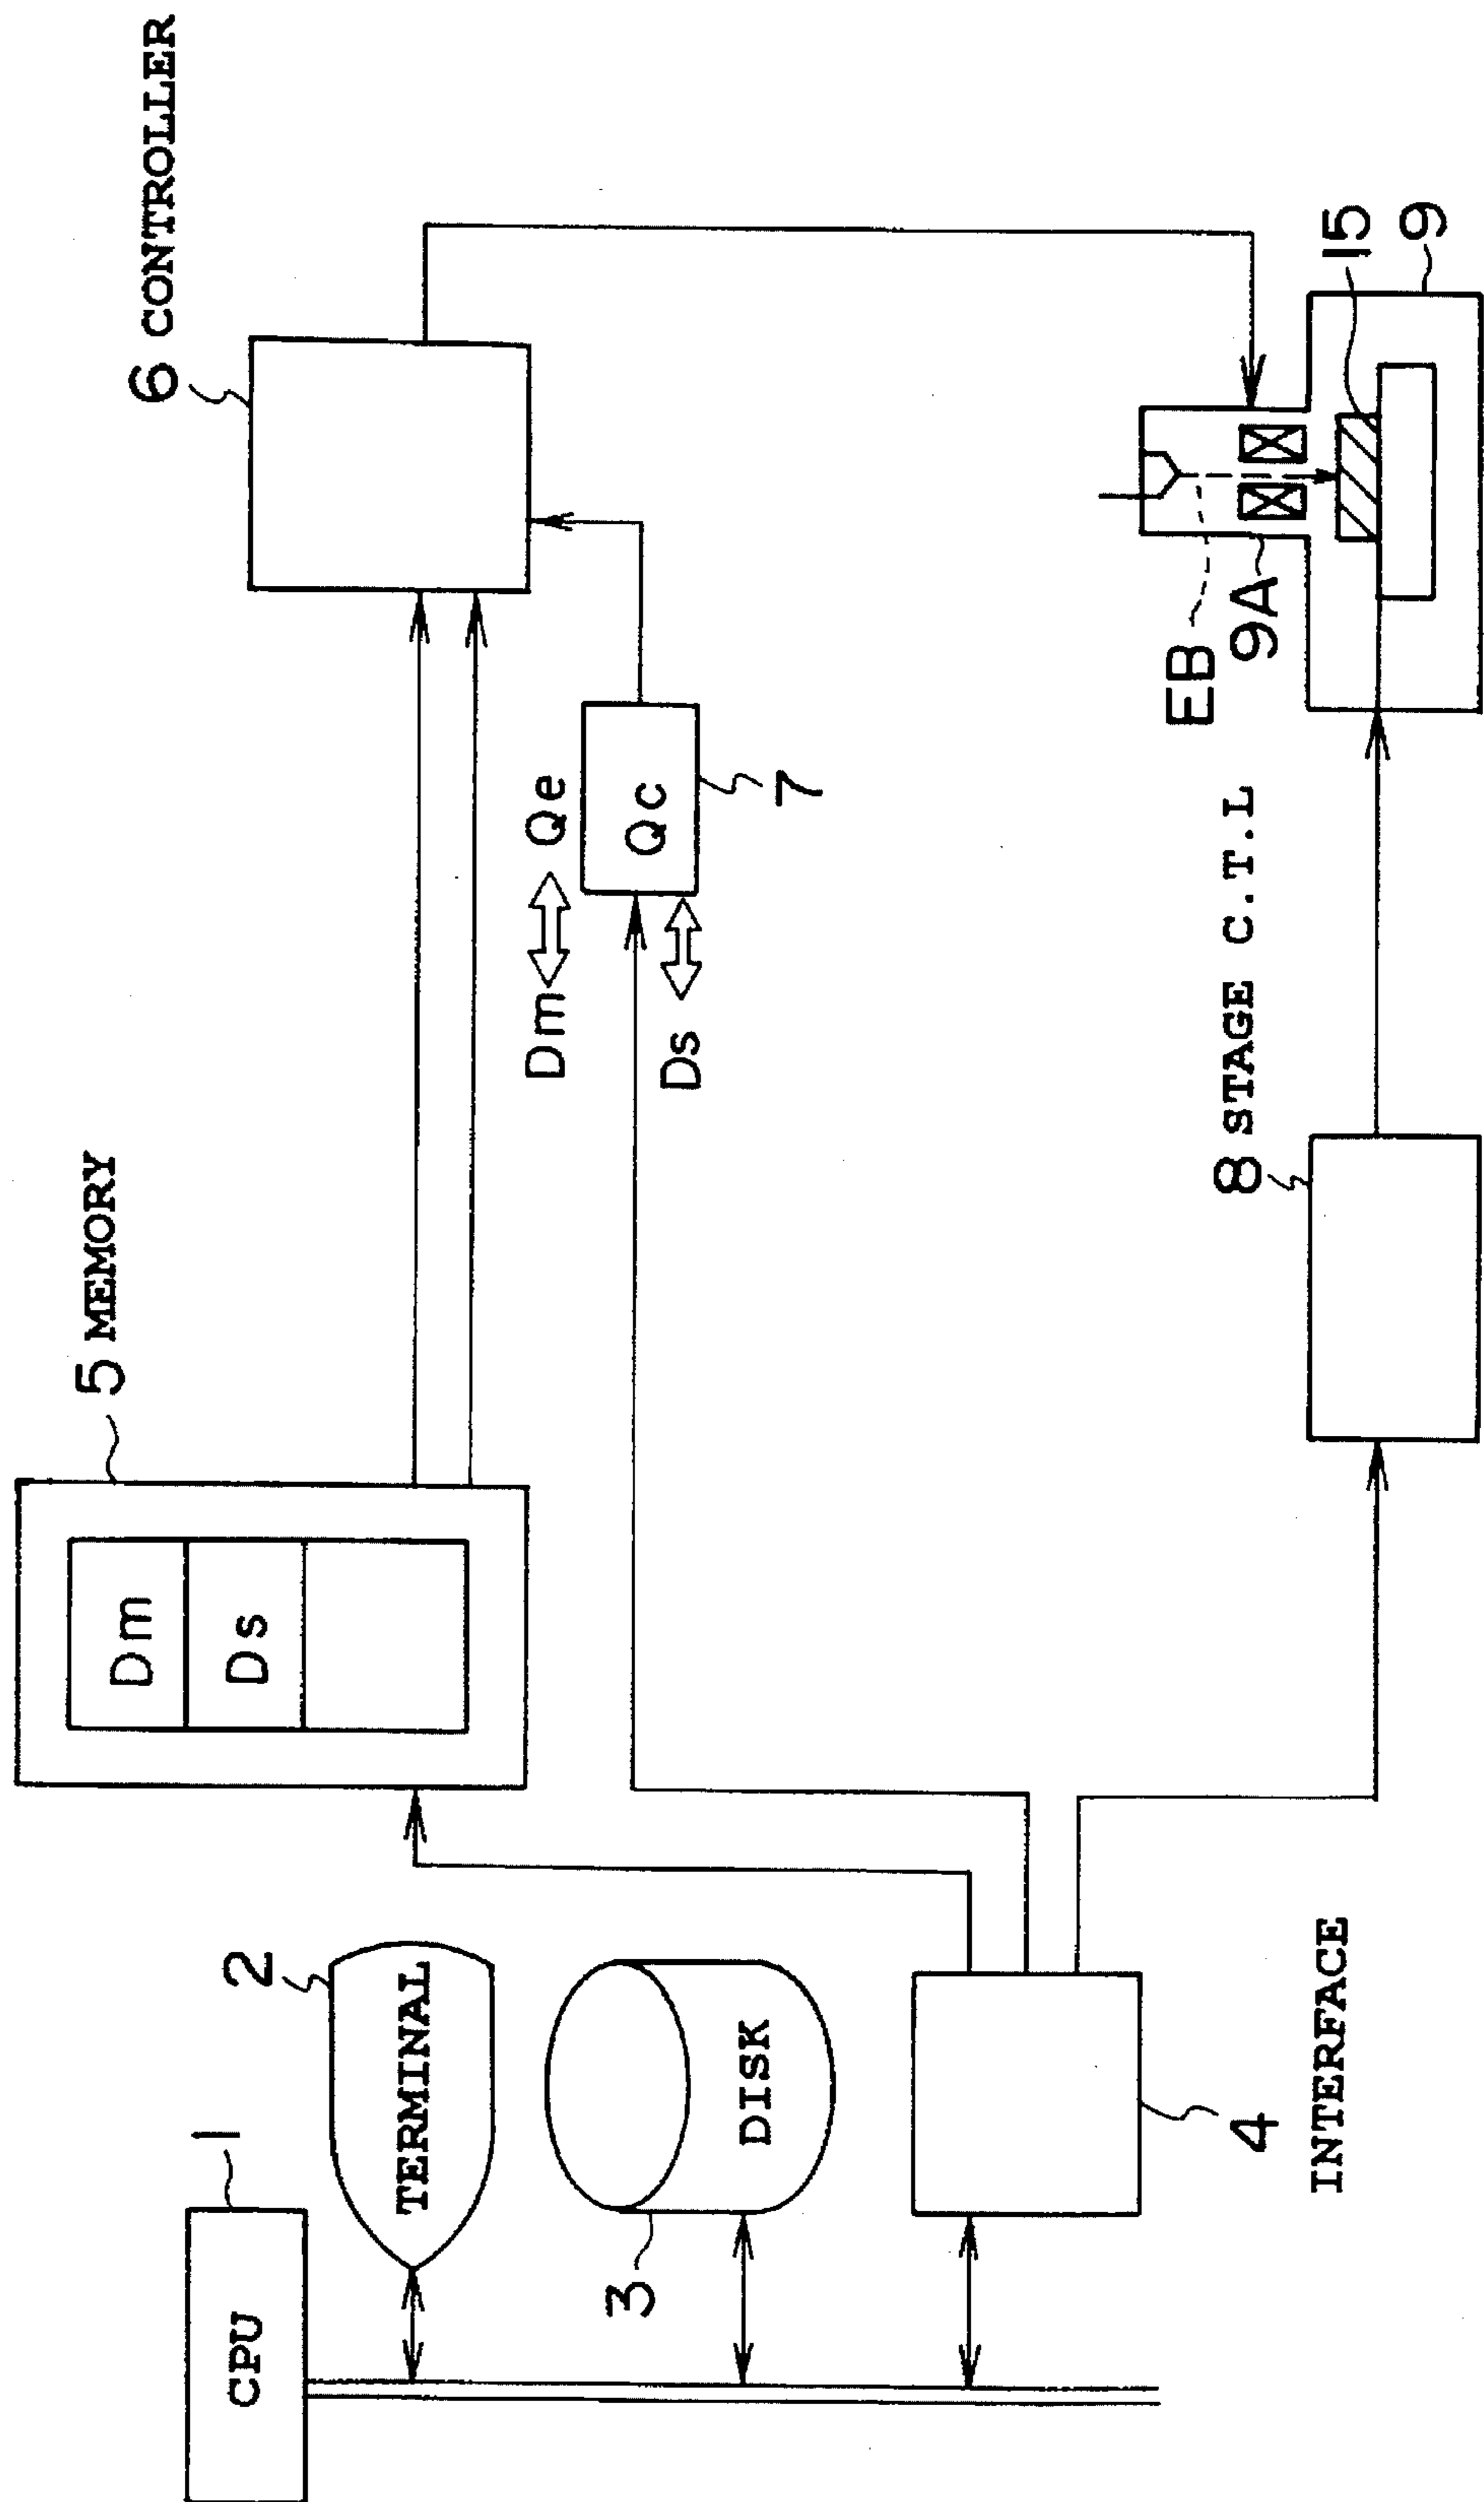 1
CPU
2
TERMINAL
3
DISK
4
INTERFACE
5 MEMORY
Dm
Ds
6 CONTROLLER
Dm Qe
Qc
Ds
7
8 STAGE C.T.L
EB
9A
15
9